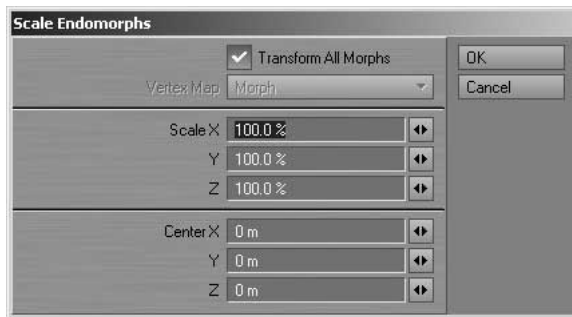 Scale Endomorphs
Transform All Morphs
OK
Vertex Map Morph
Cancel
Scale X 100.0 %
Y 100.0 %
Z 100.0 %
Center X 0 m
Y 0 m
Z 0 m